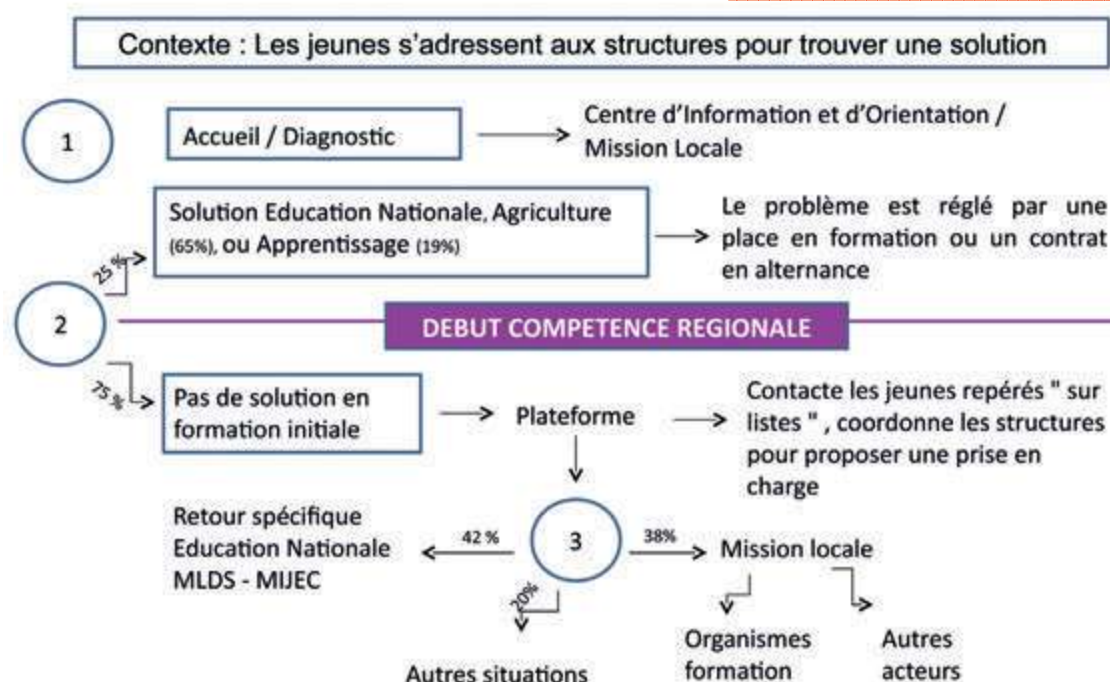 Contexte : Les jeunes s'adressent aux structures pour trouver une solution
1
Accueil / Diagnostic
Centre d'Information et d'Orientation /
Mission Locale
Solution Education Nationale, Agriculture
(65%), ou Apprentissage (19%)
Le problème est réglé par une
place en formation ou un contrat
en alternance
25 %
2
DEBUT COMPETENCE REGIONALE
75 %
Pas de solution en
formation initiale
Plateforme
Contacte les jeunes repérés " sur
listes " , coordonne les structures
pour proposer une prise en
charge
Retour spécifique
Education Nationale
MLDS - MIJEC
42 %
3
38%
Mission locale
20%
Autres situations
Organismes
formation
Autres
acteurs